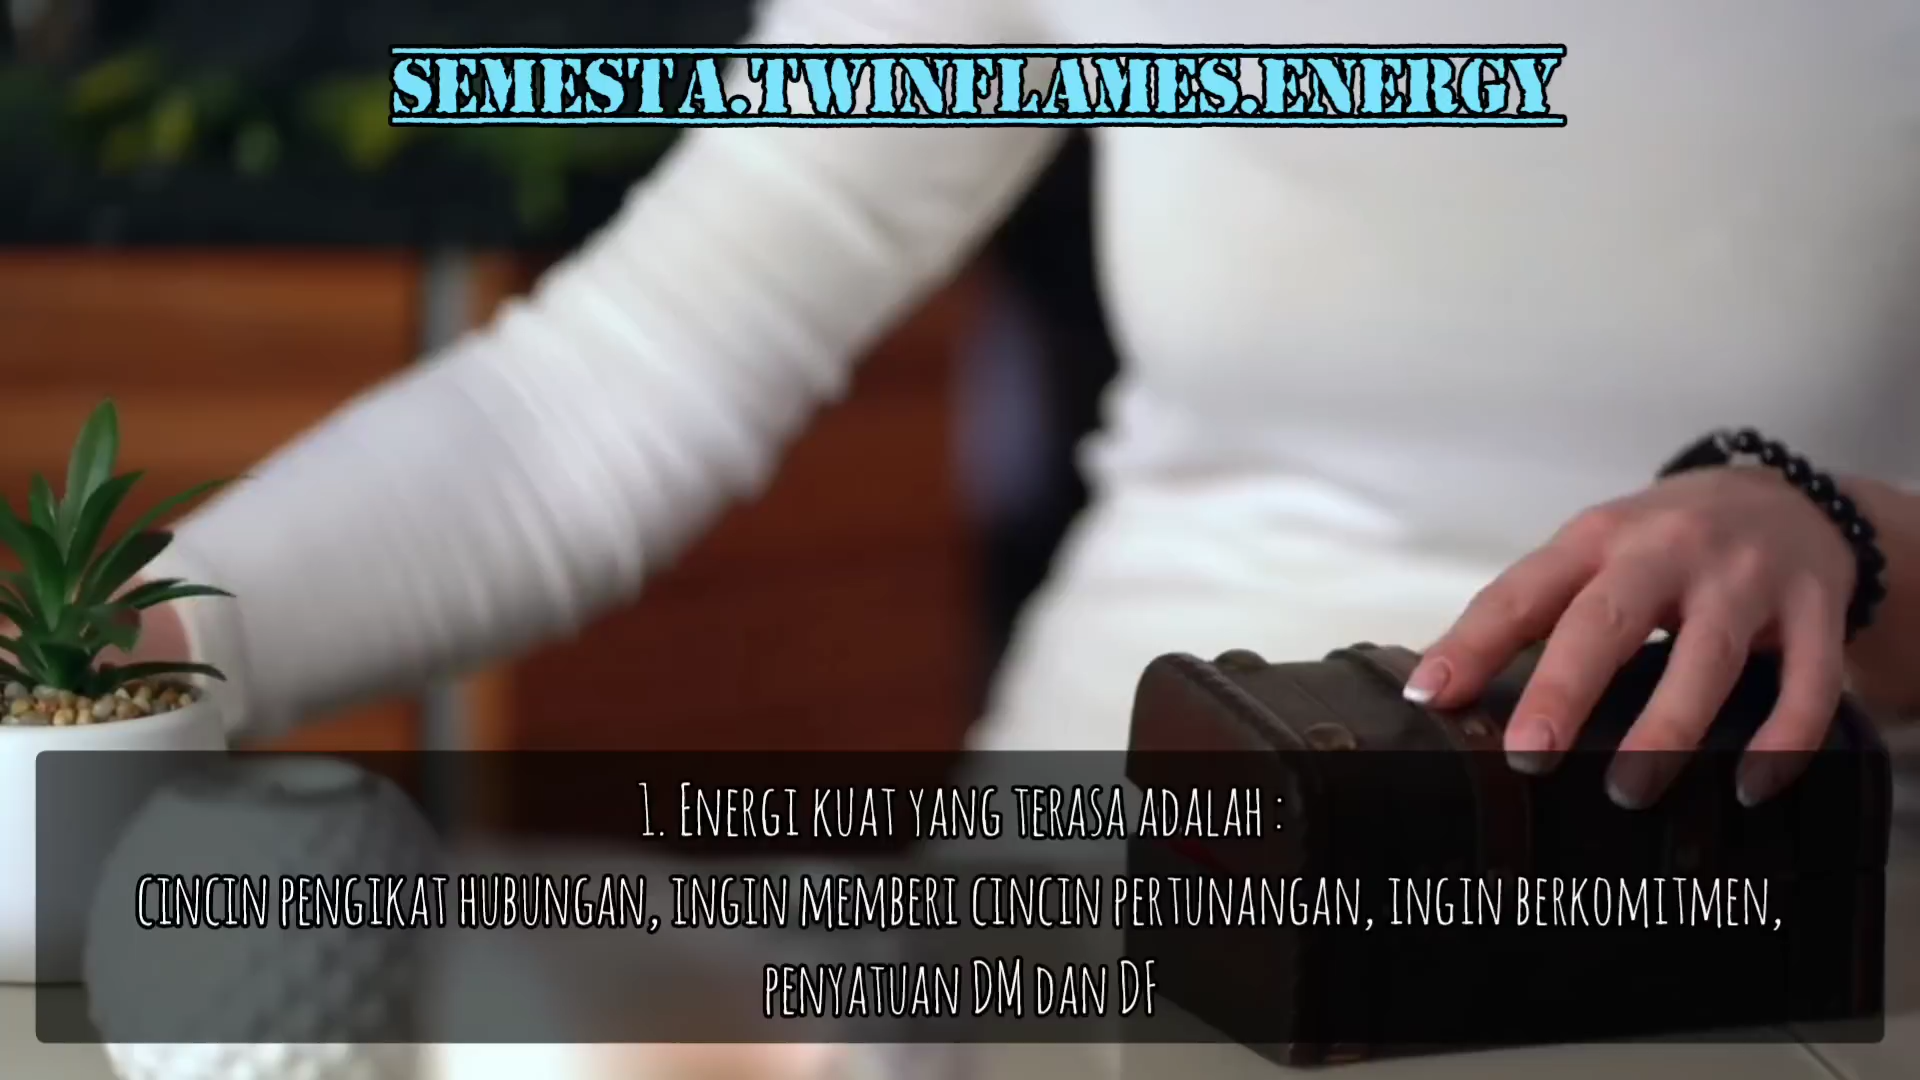 SEMESTA.TWINFLAMES.ENERGY
1. Energi kuat yang terasa adalah :
cincin pengikat hubungan, ingin memberi cincin pertunangan, ingin berkomitmen,
penyatuan DM dan DF